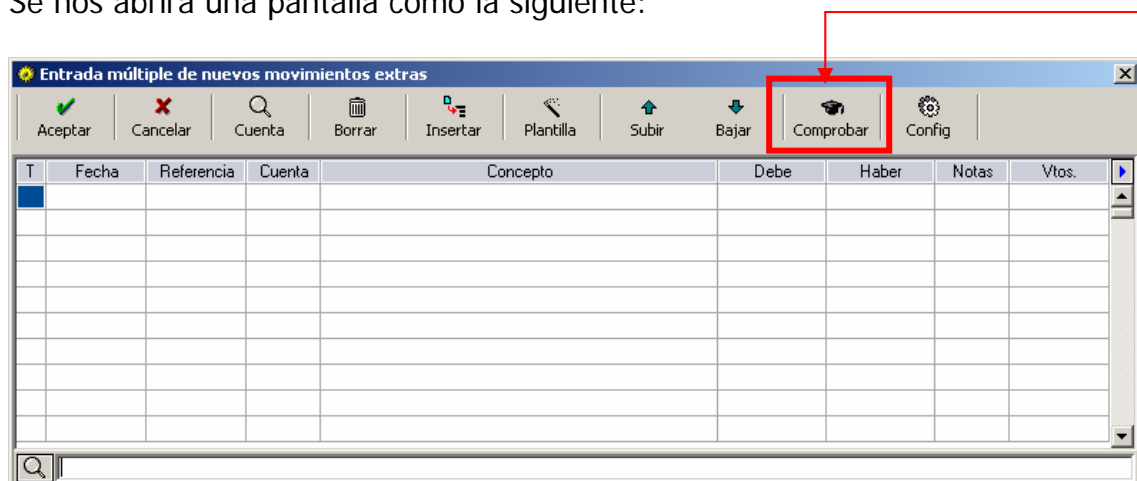 Se nos abrirá una pantalla como la siguiente:
Entrada múltiple de nuevos movimientos extras
Aceptar Cancelar Cuenta Borrar Insertar Plantilla Subir Bajar Comprobar Config
T Fecha Referencia Cuenta Concepto Debe Haber Notas Vtos.